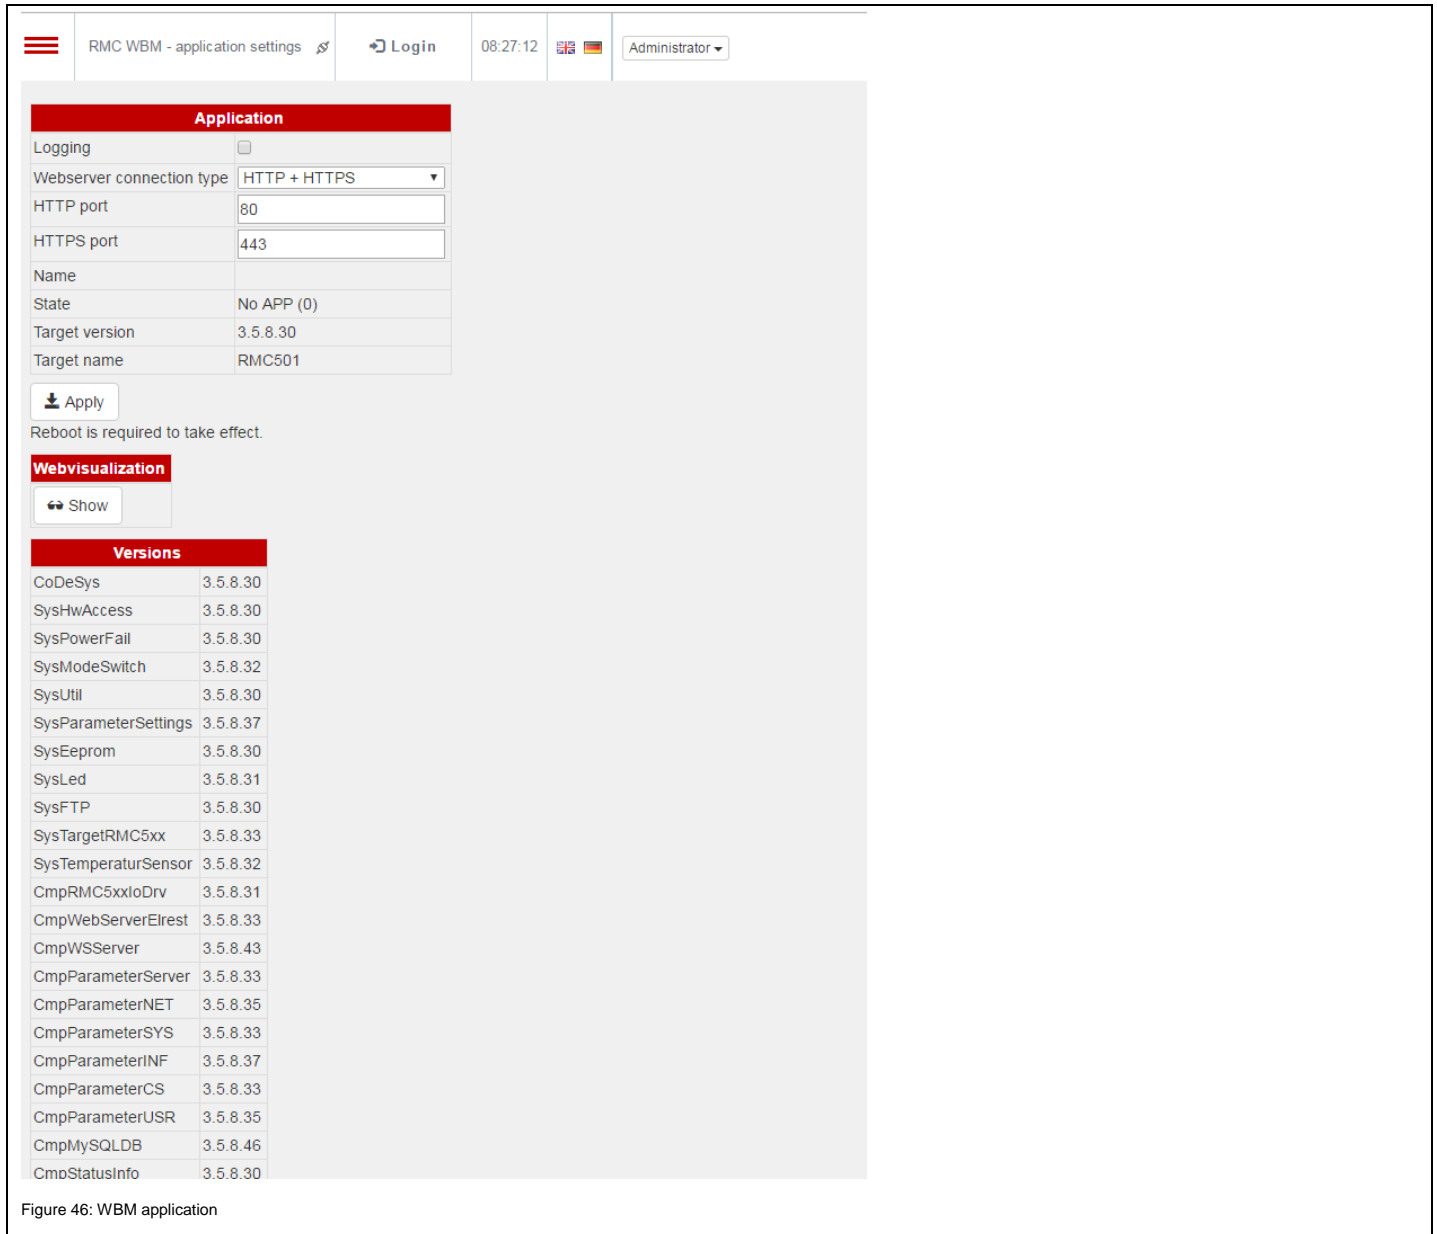 RMC WBM - application settings Login 08:27:12 Administrator
Application
Logging
Webserver connection type HTTP + HTTPS
HTTP port 80
HTTPS port 443
Name
State No APP (0)
Target version 3.5.8.30
Target name RMC501
Apply
Reboot is required to take effect.
Webvisualization
Show
Versions
CoDeSys 3.5.8.30
SysHwAccess 3.5.8.30
SysPowerFail 3.5.8.30
SysModeSwitch 3.5.8.32
SysUtil 3.5.8.30
SysParameterSettings 3.5.8.37
SysEeprom 3.5.8.30
SysLed 3.5.8.31
SysFTP 3.5.8.30
SysTargetRMC5xx 3.5.8.33
SysTemperaturSensor 3.5.8.32
CmpRMC5xxIoDrv 3.5.8.31
CmpWebServerElrest 3.5.8.33
CmpWSServer 3.5.8.43
CmpParameterServer 3.5.8.33
CmpParameterNET 3.5.8.35
CmpParameterSYS 3.5.8.33
CmpParameterINF 3.5.8.37
CmpParameterCS 3.5.8.33
CmpParameterUSR 3.5.8.35
CmpMySQLDB 3.5.8.46
CmpStatusInfo 3.5.8.30
Figure 46: WBM application